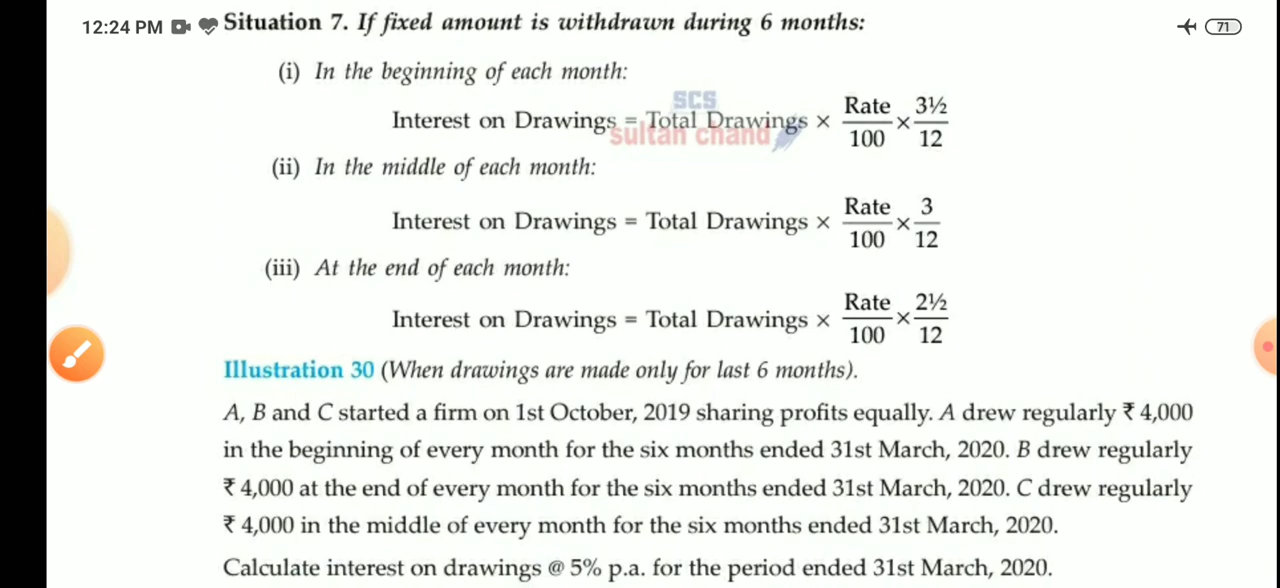 12:24 PM
71
Situation 7. If fixed amount is withdrawn during 6 months:
(i) In the beginning of each month:
Interest on Drawings = Total Drawings × Rate/100 × 3½/12
SCS
sultan chand
(ii) In the middle of each month:
Interest on Drawings = Total Drawings × Rate/100 × 3/12
(iii) At the end of each month:
Interest on Drawings = Total Drawings × Rate/100 × 2½/12
Illustration 30 (When drawings are made only for last 6 months).
A, B and C started a firm on 1st October, 2019 sharing profits equally. A drew regularly ₹ 4,000
in the beginning of every month for the six months ended 31st March, 2020. B drew regularly
₹ 4,000 at the end of every month for the six months ended 31st March, 2020. C drew regularly
₹ 4,000 in the middle of every month for the six months ended 31st March, 2020.
Calculate interest on drawings @ 5% p.a. for the period ended 31st March, 2020.